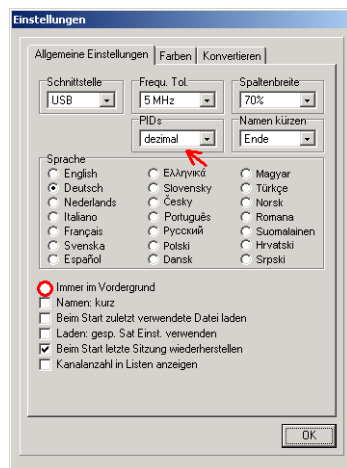 Einstellungen
Allgemeine Einstellungen Farben Konvertieren
Schnittstelle Frequ. Tol. Spaltenbreite
USB 5 MHz 70%
PIDs Namen kürzen
dezimal Ende
Sprache
English Ελληνικά Magyar
Deutsch Slovensky Türkçe
Nederlands Česky Norsk
Italiano Português Romana
Français Русский Suomalainen
Svenska Polski Hrvatski
Español Dansk Srpski
Immer im Vordergrund
Namen: kurz
Beim Start zuletzt verwendete Datei laden
Laden: gesp. Sat Einst. verwenden
Beim Start letzte Sitzung wiederherstellen
Kanalanzahl in Listen anzeigen
OK